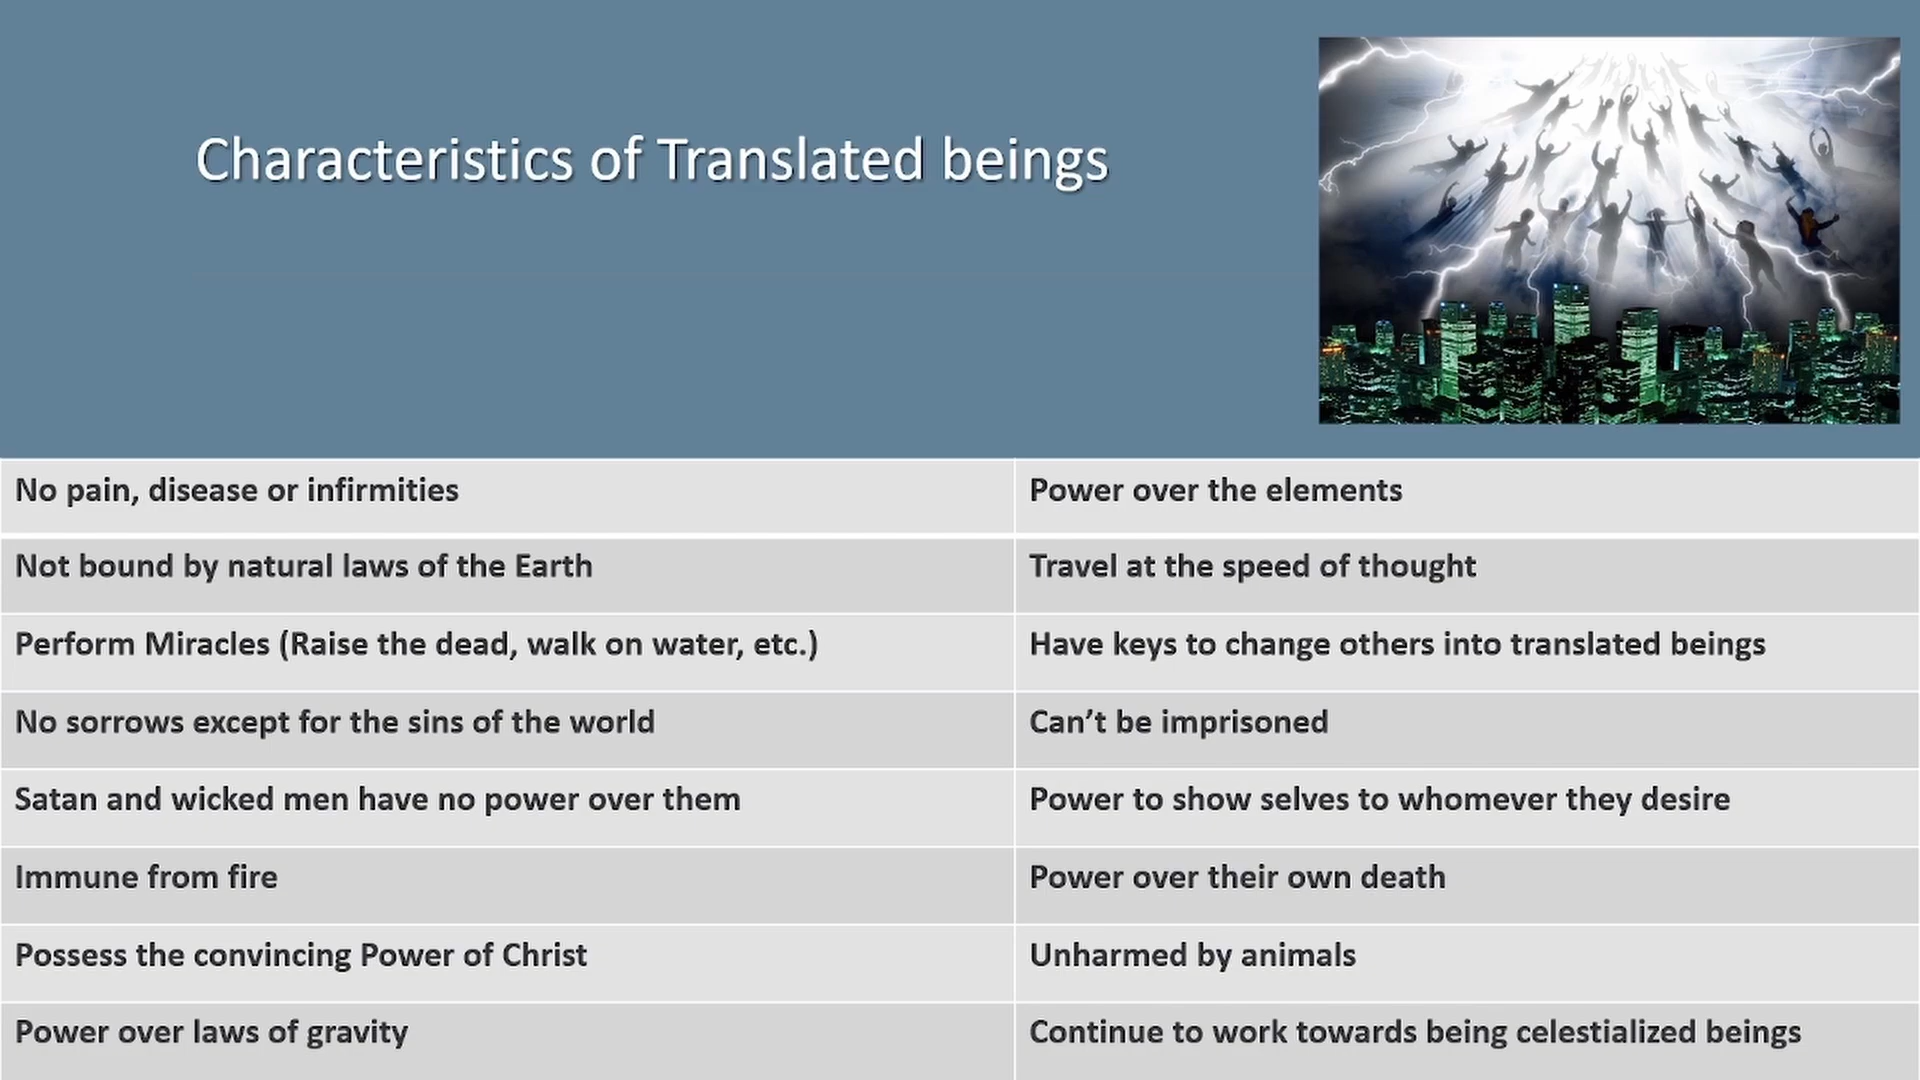 Characteristics of Translated beings
No pain, disease or infirmities
Power over the elements
Not bound by natural laws of the Earth
Travel at the speed of thought
Perform Miracles (Raise the dead, walk on water, etc.)
Have keys to change others into translated beings
No sorrows except for the sins of the world
Can’t be imprisoned
Satan and wicked men have no power over them
Power to show selves to whomever they desire
Immune from fire
Power over their own death
Possess the convincing Power of Christ
Unharmed by animals
Power over laws of gravity
Continue to work towards being celestialized beings